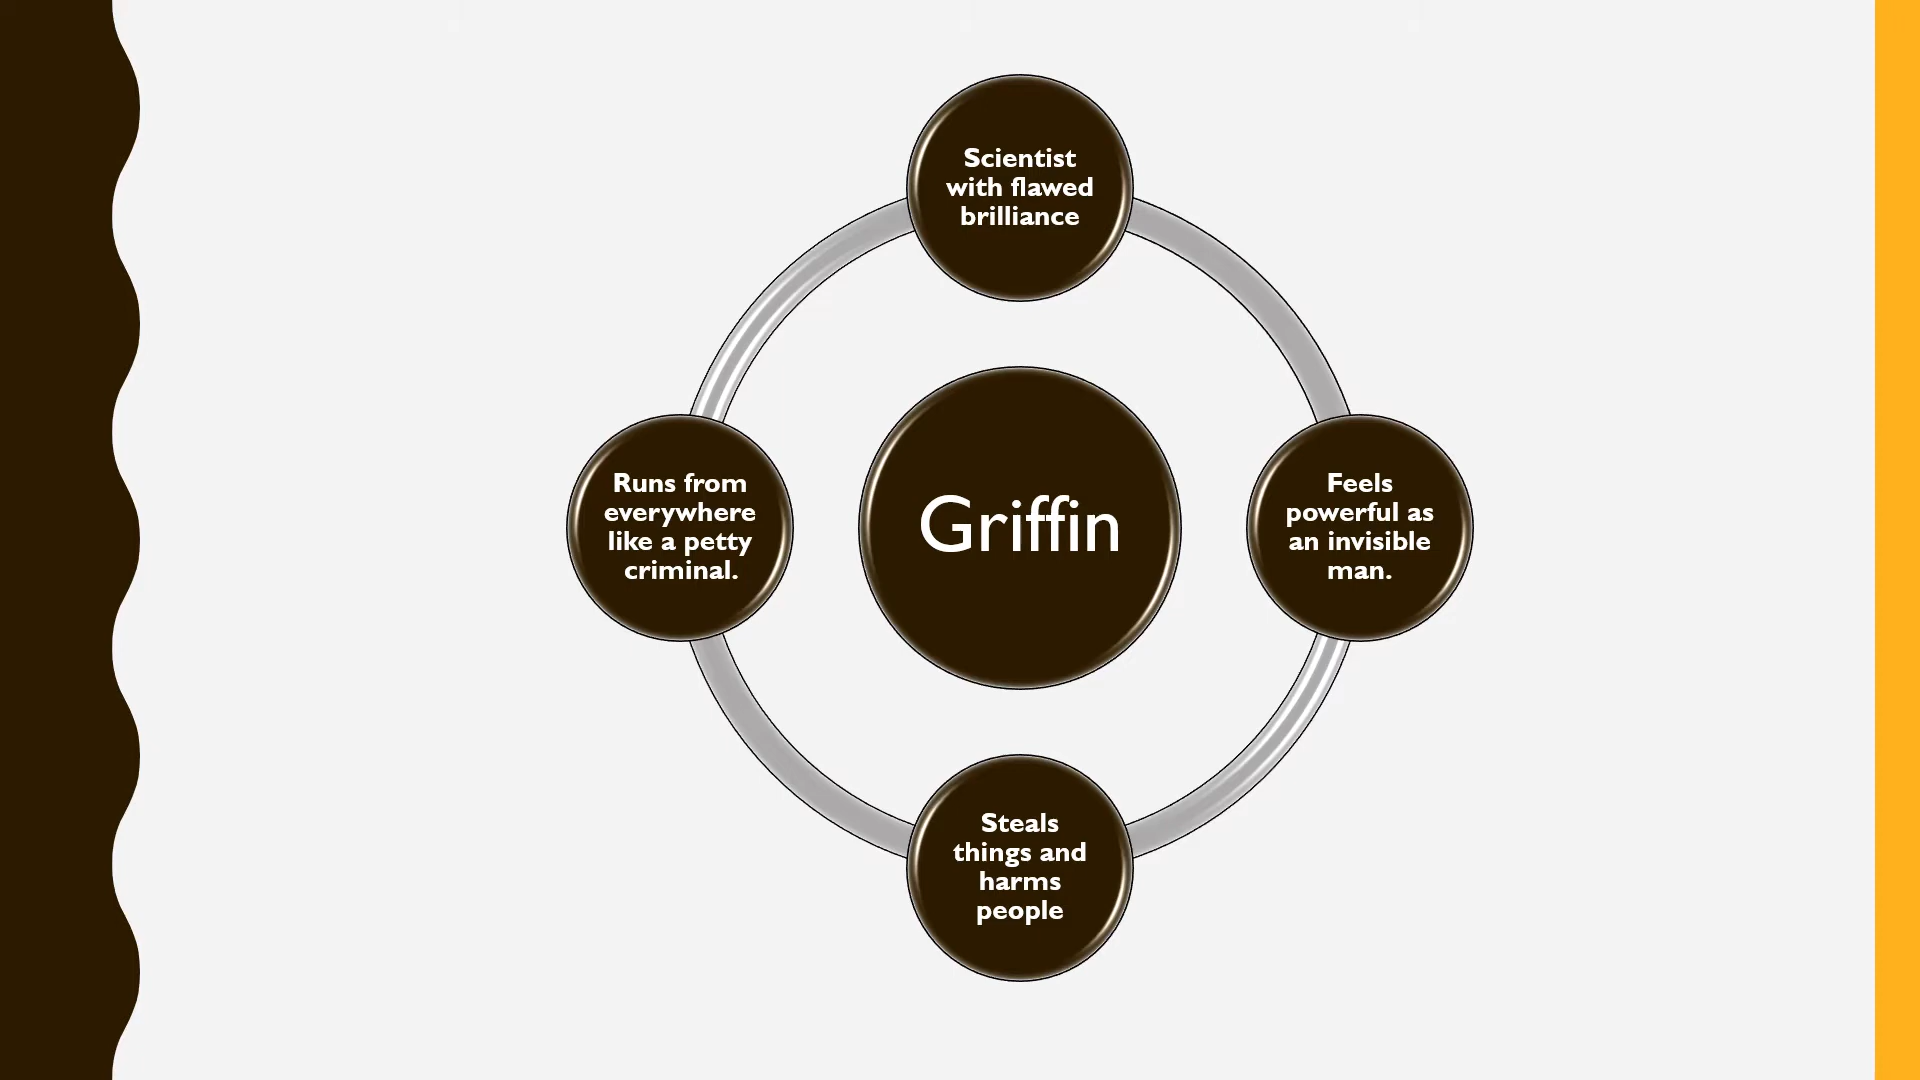 Scientist
with flawed
brilliance
Runs from
everywhere
like a petty
criminal.
Griffin
Feels
powerful as
an invisible
man.
Steals
things and
harms
people